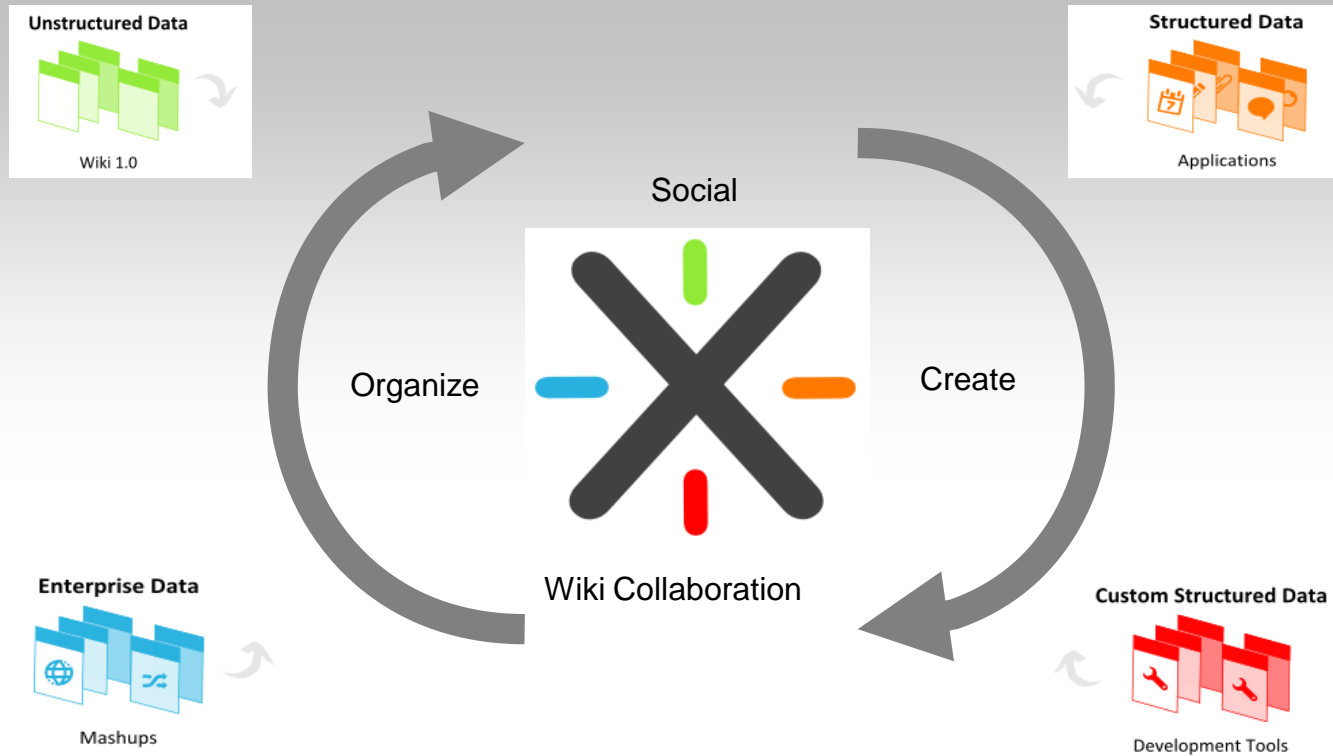 Unstructured Data
Wiki 1.0
Structured Data
7
Applications
Social
Organize
Create
Wiki Collaboration
Enterprise Data
Mashups
Custom Structured Data
Development Tools